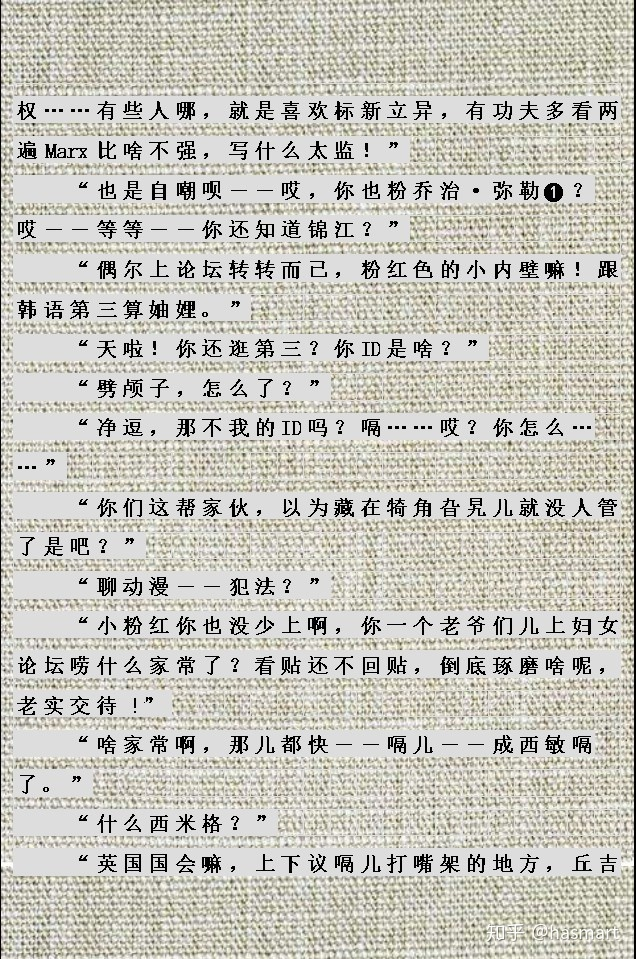 权……有些人哪，就是喜欢标新立异，有功夫多看两
遍Marx比啥不强，写什么太监！”
“也是自嘲呗——哎，你也粉乔治·弥勒❶？
哎——等等——你还知道锦江？”
“偶尔上论坛转转而已，粉红色的小内壁嘛！跟
韩语第三算妯娌。”
“天啦！你还逛第三？你ID是啥？”
“劈颅子，怎么了？”
“净逗，那不我的ID吗？嗝……哎？你怎么…
…”
“你们这帮家伙，以为藏在犄角旮旯儿就没人管
了是吧？”
“聊动漫——犯法？”
“小粉红你也没少上啊，你一个老爷们儿上妇女
论坛唠什么家常了？看贴还不回贴，倒底琢磨啥呢，
老实交待！”
“啥家常啊，那儿都快——嗝儿——成西敏嗝
了。”
“什么西米格？”
“英国国会嘛，上下议嗝儿打嘴架的地方，丘吉
知乎 @hasmart